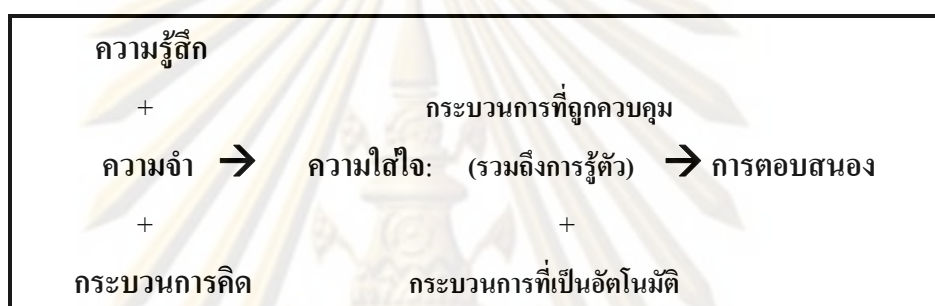 ความรู้สึก
+ กระบวนการที่ถูกควบคุม
ความจำ → ความใส่ใจ: (รวมถึงการรู้ตัว) → การตอบสนอง
+ +
กระบวนการคิด กระบวนการที่เป็นอัตโนมัติ